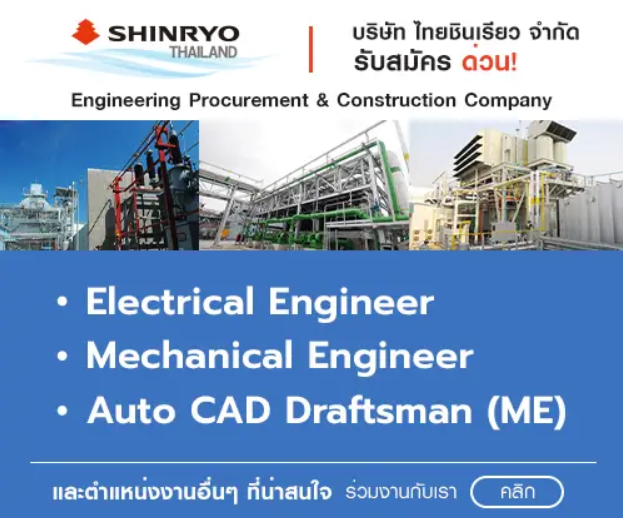 SHINRYO
THAILAND
บริษัท ไทยชินเรียว จำกัด
รับสมัคร ด่วน!
Engineering Procurement & Construction Company
• Electrical Engineer
• Mechanical Engineer
• Auto CAD Draftsman (ME)
และตำแหน่งงานอื่นๆ ที่น่าสนใจ ร่วมงานกับเรา คลิก